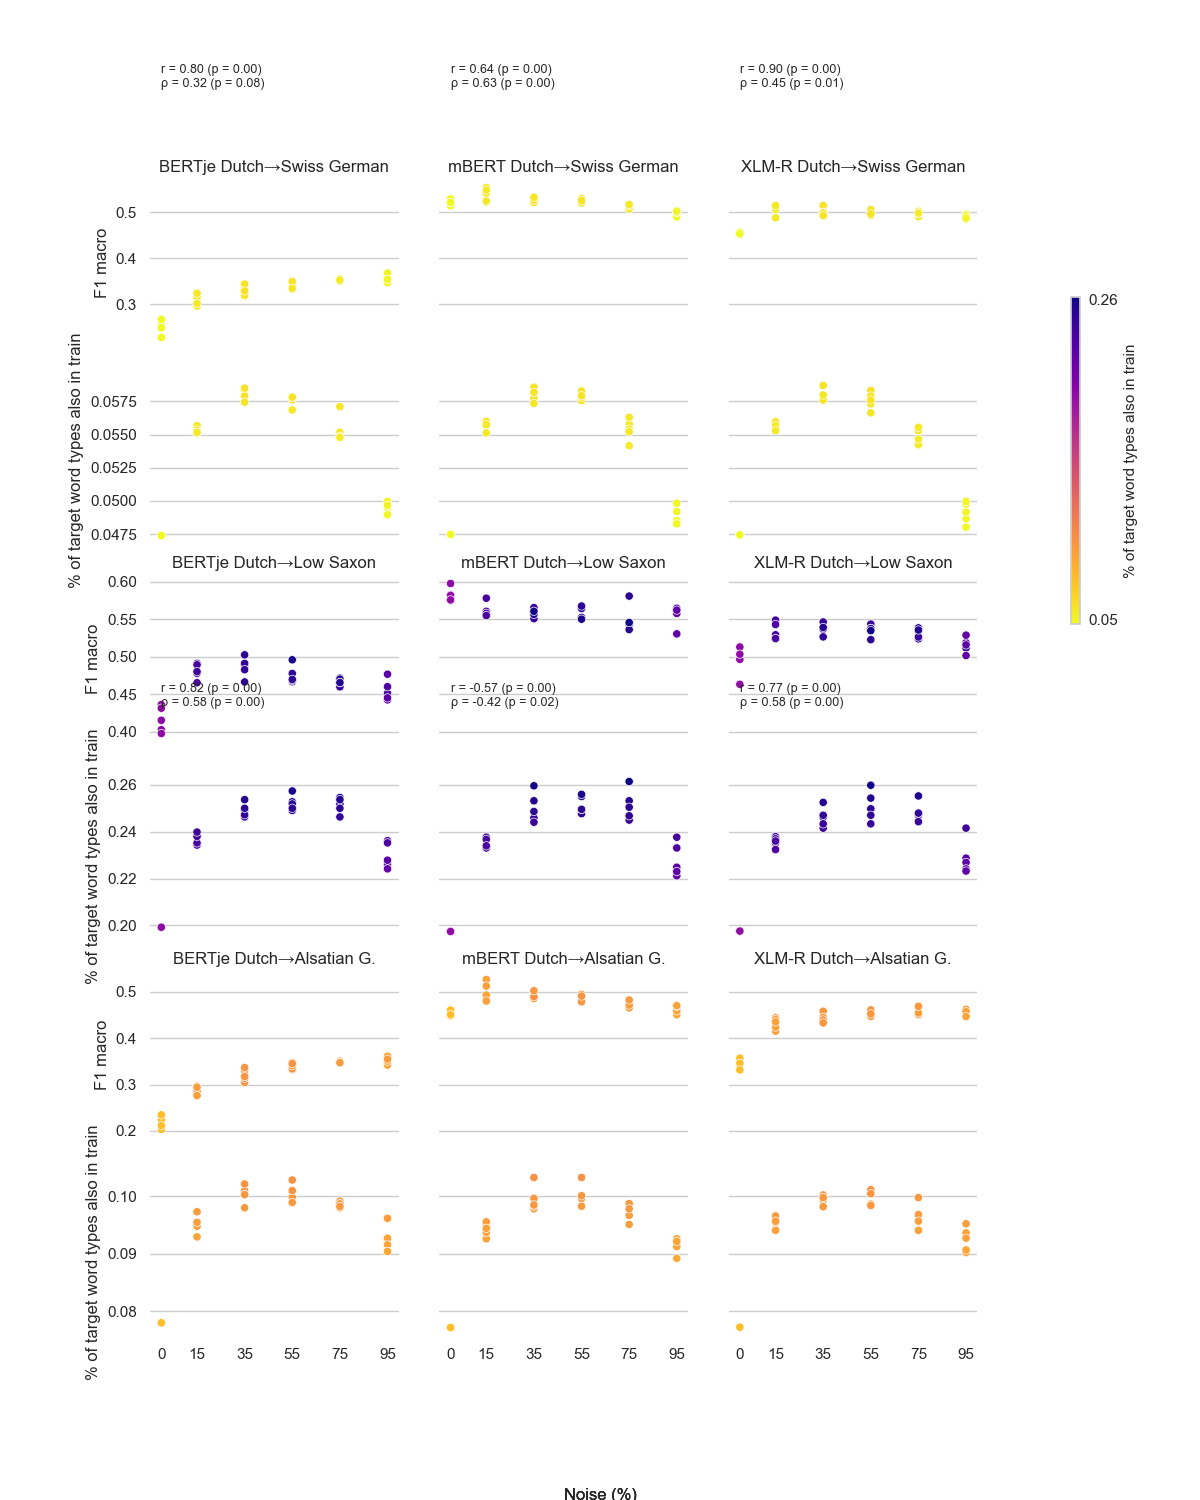 r = 0.80 (p = 0.00)
ρ = 0.32 (p = 0.08)
r = 0.64 (p = 0.00)
ρ = 0.63 (p = 0.00)
r = 0.90 (p = 0.00)
ρ = 0.45 (p = 0.01)
BERTje Dutch→Swiss German
mBERT Dutch→Swiss German
XLM-R Dutch→Swiss German
F1 macro
0.5
0.4
0.3
% of target word types also in train
0.0575
0.0550
0.0525
0.0500
0.0475
0.26
0.05
% of target word types also in train
BERTje Dutch→Low Saxon
mBERT Dutch→Low Saxon
XLM-R Dutch→Low Saxon
F1 macro
0.60
0.55
0.50
0.45
0.40
r = 0.82 (p = 0.00)
ρ = 0.58 (p = 0.00)
r = -0.57 (p = 0.00)
ρ = -0.42 (p = 0.02)
r = 0.77 (p = 0.00)
ρ = 0.58 (p = 0.00)
% of target word types also in train
0.26
0.24
0.22
0.20
BERTje Dutch→Alsatian G.
mBERT Dutch→Alsatian G.
XLM-R Dutch→Alsatian G.
F1 macro
0.5
0.4
0.3
0.2
% of target word types also in train
0.10
0.09
0.08
0 15 35 55 75 95
0 15 35 55 75 95
0 15 35 55 75 95
Noise (%)